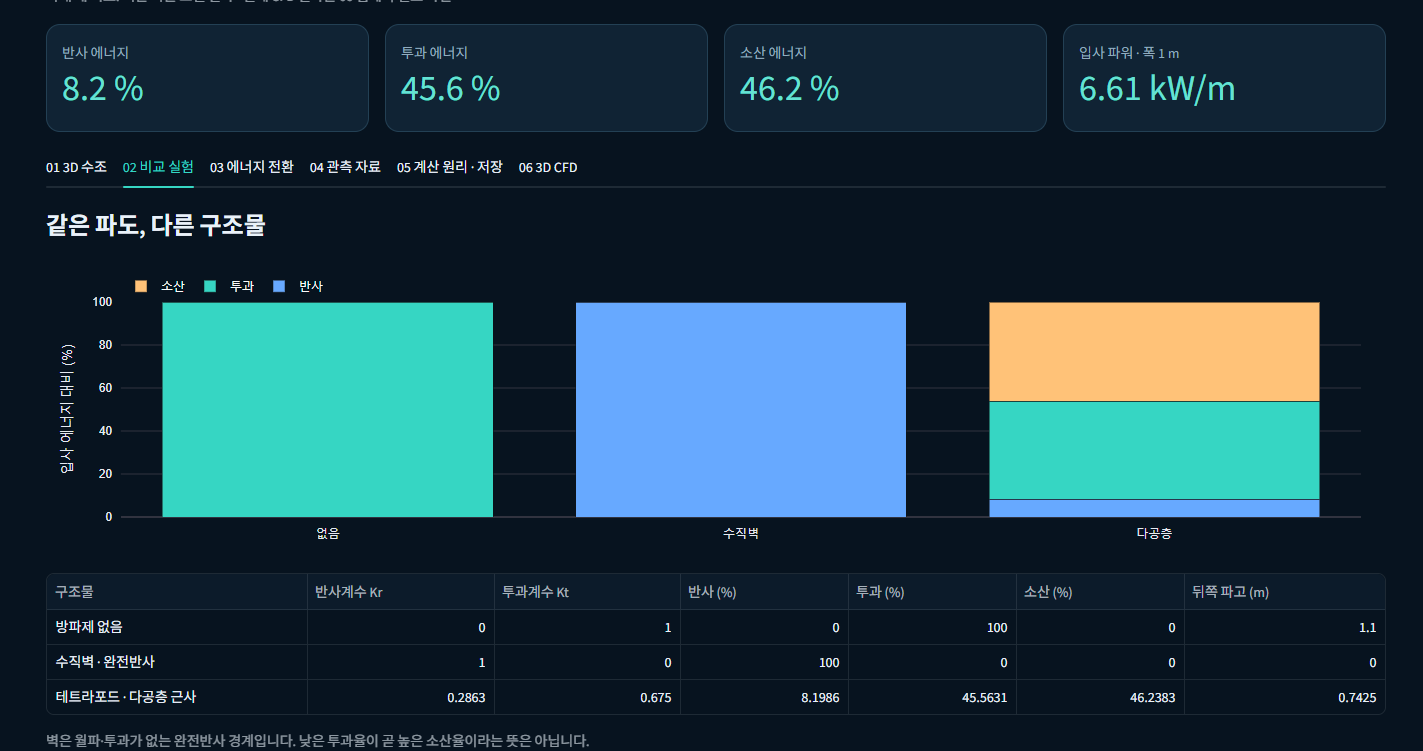 반사 에너지
8.2 %
투과 에너지
45.6 %
소산 에너지
46.2 %
입사 파워 · 폭 1 m
6.61 kW/m
01 3D 수조 02 비교 실험 03 에너지 전환 04 관측 자료 05 계산 원리 · 저장 06 3D CFD
같은 파도, 다른 구조물
소산 투과 반사
입사 에너지 대비 (%)
100
80
60
40
20
0
없음 수직벽 다공층
구조물 반사계수 Kr 투과계수 Kt 반사 (%) 투과 (%) 소산 (%) 뒤쪽 파고 (m)
방파제 없음 0 1 0 100 0 1.1
수직벽 · 완전반사 1 0 100 0 0 0
테트라포드 · 다공층 근사 0.2863 0.675 8.1986 45.5631 46.2383 0.7425
벽은 월파·투과가 없는 완전반사 경계입니다. 낮은 투과율이 곧 높은 소산율이라는 뜻은 아닙니다.